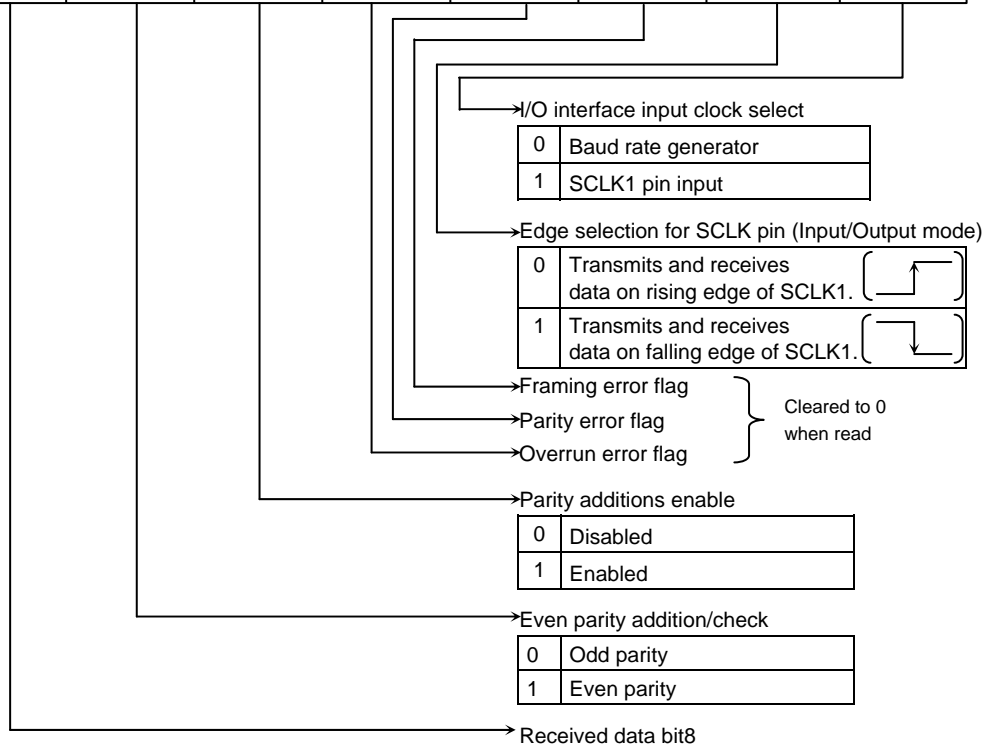 I/O interface input clock select
0 Baud rate generator
1 SCLK1 pin input
Edge selection for SCLK pin (Input/Output mode)
0 Transmits and receives
data on rising edge of SCLK1.
1 Transmits and receives
data on falling edge of SCLK1.
Framing error flag
Parity error flag
Overrun error flag
Cleared to 0
when read
Parity additions enable
0 Disabled
1 Enabled
Even parity addition/check
0 Odd parity
1 Even parity
Received data bit8